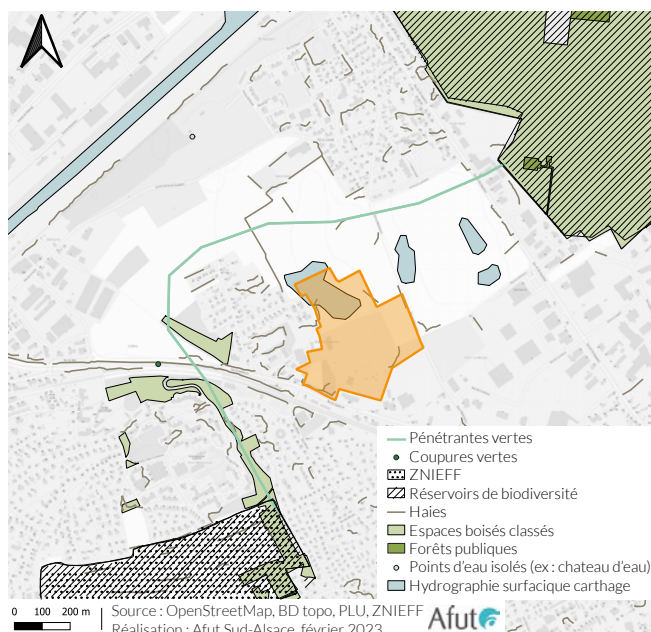 Pénétrantes vertes
Coupures vertes
ZNIEFF
Réservoirs de biodiversité
Haies
Espaces boisés classés
Forêts publiques
Points d'eau isolés (ex : chateau d'eau)
Hydrographie surfacique carthage
0 100 200 m
Source : OpenStreetMap, BD topo, PLU, ZNIEFF
Réalisation : Afut Sud-Alsace, février 2023
Afut